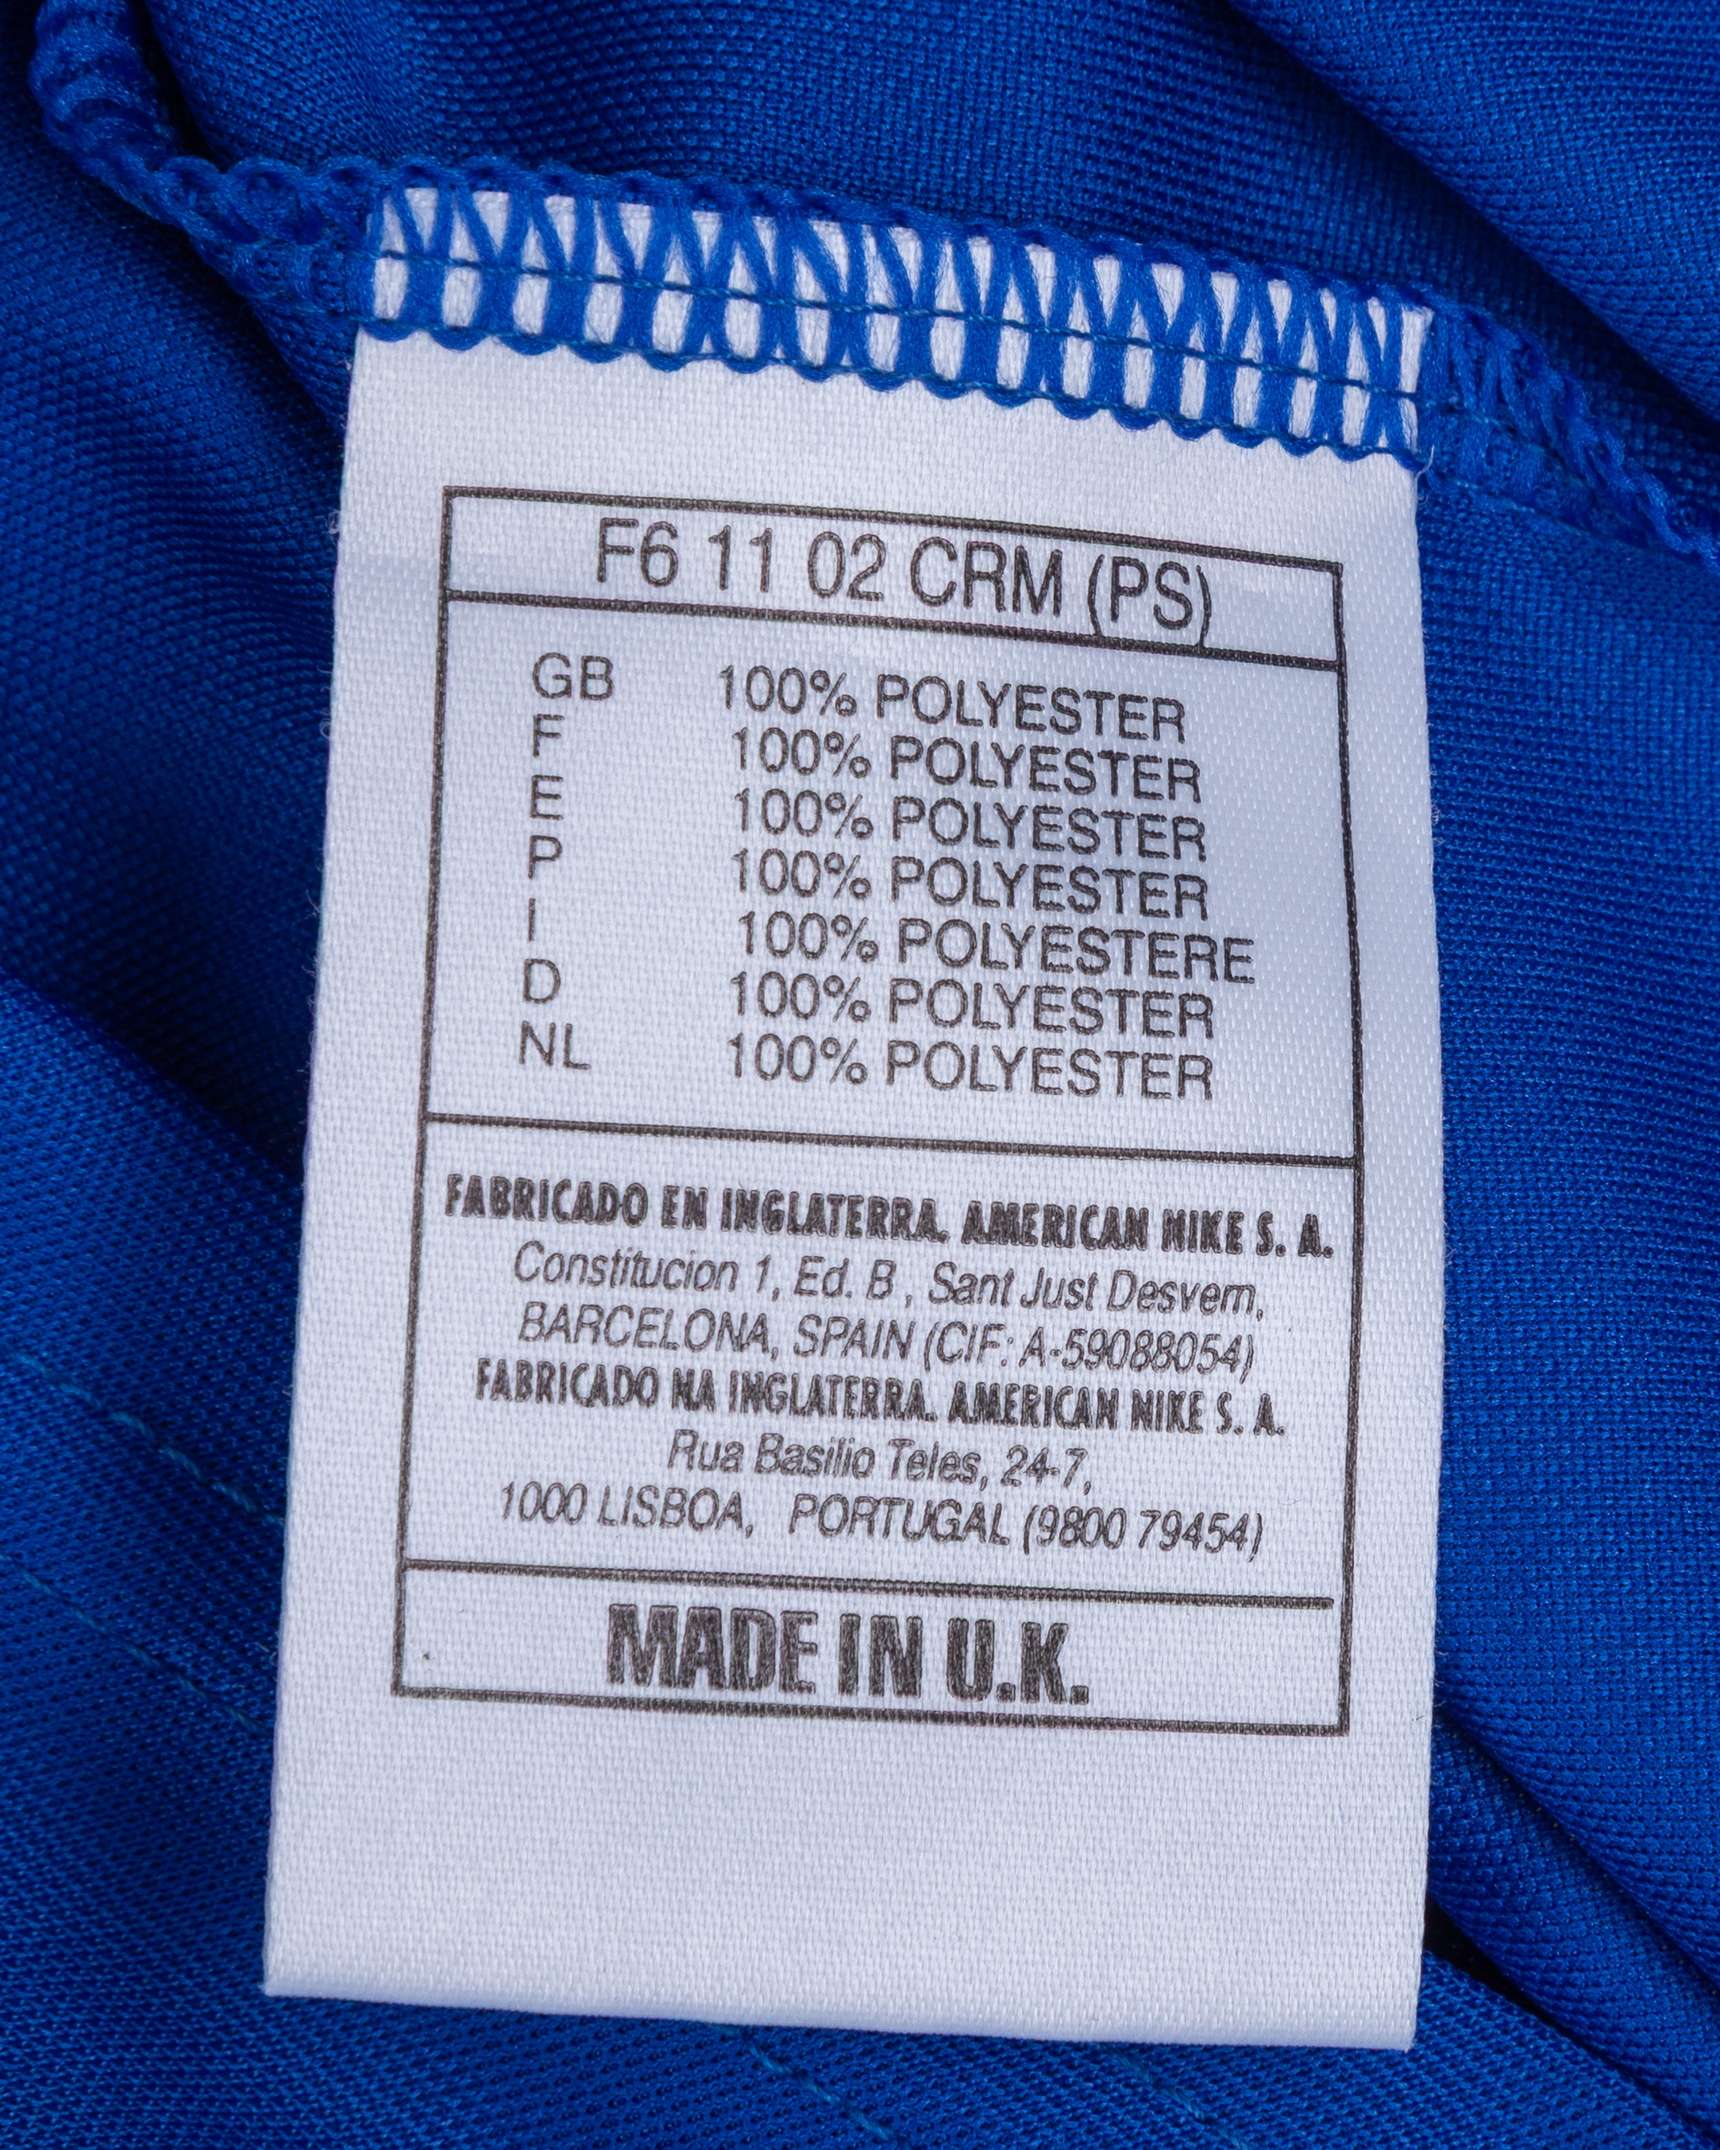 F6 11 02 CRM (PS)
GB 100% POLYESTER
F 100% POLYESTER
E 100% POLYESTER
P 100% POLYESTER
I 100% POLYESTERE
D 100% POLYESTER
NL 100% POLYESTER
FABRICADO EN INGLATERRA. AMERICAN NIKE S. A.
Constitucion 1, Ed. B , Sant Just Desvern,
BARCELONA, SPAIN (CIF: A-59088054)
FABRICADO NA INGLATERRA. AMERICAN NIKE S. A.
Rua Basilio Teles, 24-7,
1000 LISBOA, PORTUGAL (9800 79454)
MADE IN U.K.